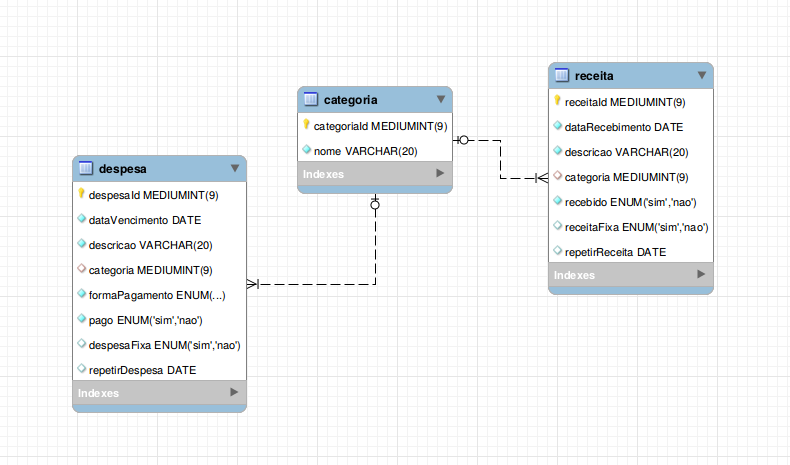 despesa
despesaId MEDIUMINT(9)
dataVencimento DATE
descricao VARCHAR(20)
categoria MEDIUMINT(9)
formaPagamento ENUM(...)
pago ENUM('sim','nao')
despesaFixa ENUM('sim','nao')
repetirDespesa DATE
Indexes
categoria
categoriaId MEDIUMINT(9)
nome VARCHAR(20)
Indexes
receita
receitaId MEDIUMINT(9)
dataRecebimento DATE
descricao VARCHAR(20)
categoria MEDIUMINT(9)
recebido ENUM('sim','nao')
receitaFixa ENUM('sim','nao')
repetirReceita DATE
Indexes